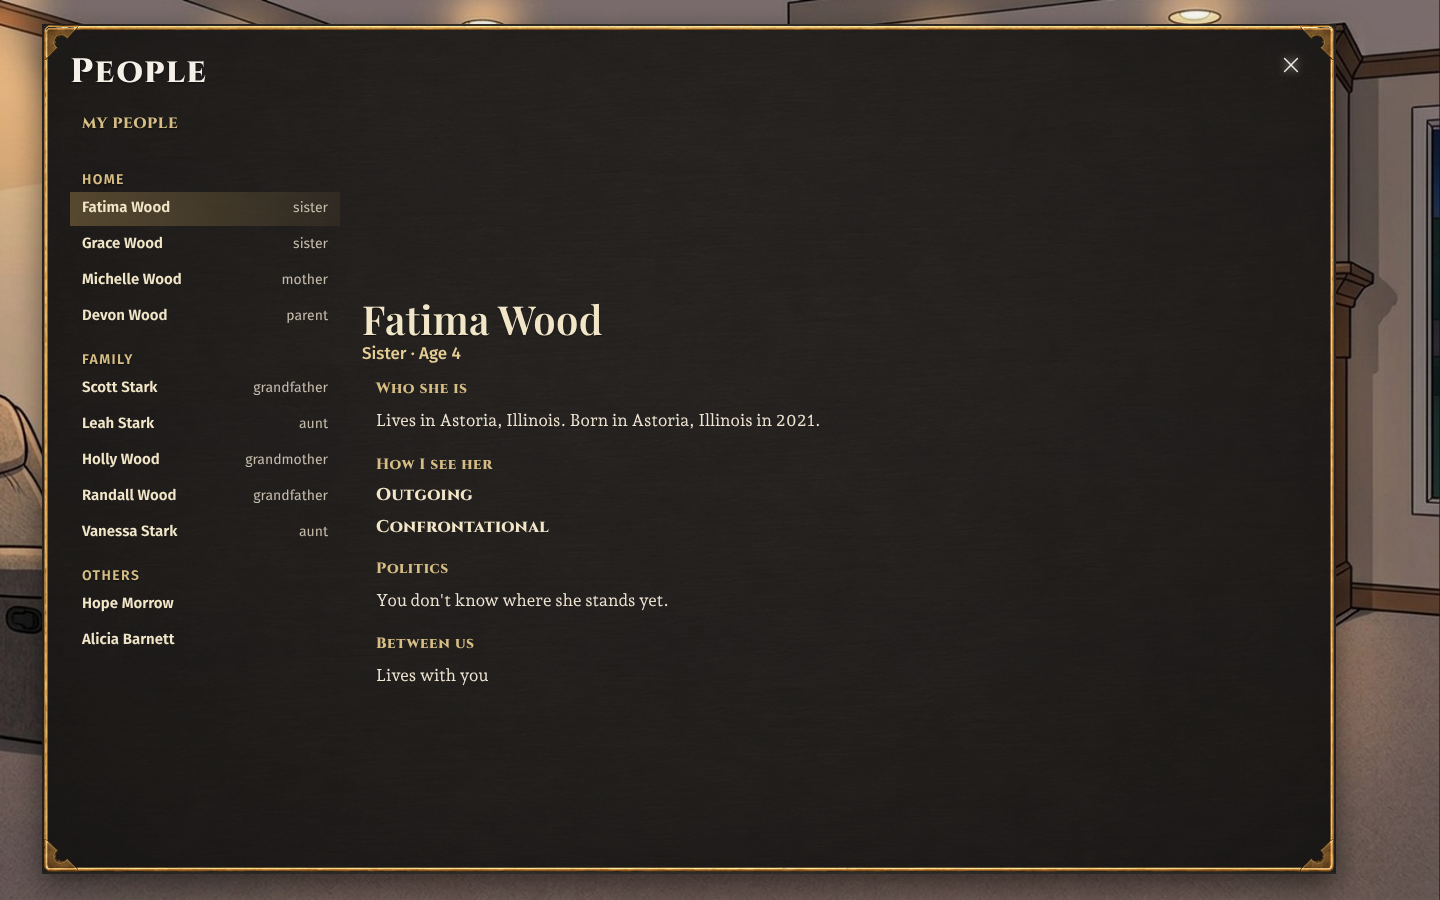 People
MY PEOPLE
HOME
Fatima Wood sister
Grace Wood sister
Michelle Wood mother
Devon Wood parent
FAMILY
Scott Stark grandfather
Leah Stark aunt
Holly Wood grandmother
Randall Wood grandfather
Vanessa Stark aunt
OTHERS
Hope Morrow
Alicia Barnett
Fatima Wood
Sister · Age 4
Who she is
Lives in Astoria, Illinois. Born in Astoria, Illinois in 2021.
How I see her
Outgoing
Confrontational
Politics
You don't know where she stands yet.
Between us
Lives with you